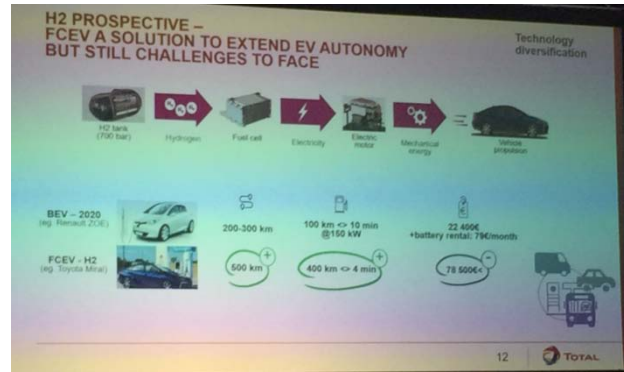 H2 PROSPECTIVE –
FCEV A SOLUTION TO EXTEND EV AUTONOMY
BUT STILL CHALLENGES TO FACE
Technology
diversification
H2 tank
(700 bar)
Hydrogen
Fuel cell
Electricity
Electric
motor
Mechanical
energy
Vehicle
propulsion
BEV – 2020
(eg. Renault ZOE)
200-300 km
100 km <> 10 min
@150 kW
22 400€
+battery rental: 79€/month
FCEV - H2
(eg. Toyota Mirai)
500 km
+
400 km <> 4 min
+
78 500€<
–
12
TOTAL